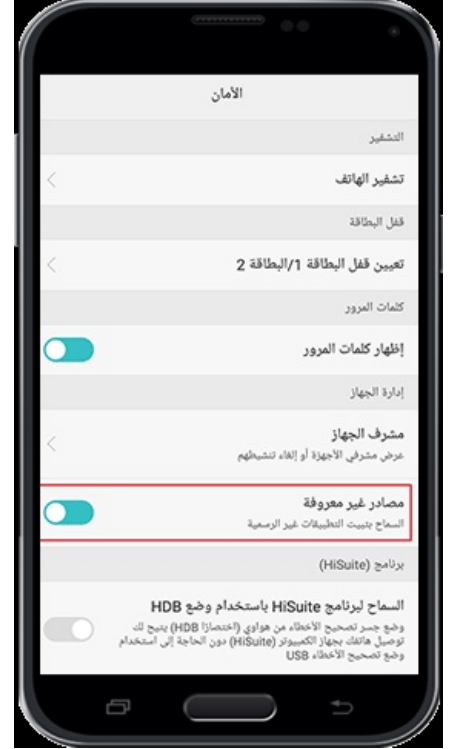 الأمان
التشفير
تشفير الهاتف
قفل البطاقة
تعيين قفل البطاقة 1/البطاقة 2
كلمات المرور
إظهار كلمات المرور
إدارة الجهاز
مشرف الجهاز
عرض مشرفي الأجهزة أو إلغاء تنشيطهم
مصادر غير معروفة
السماح بتبيت التطبيقات غير الرسمية
برنامج (HiSuite)
السماح لبرنامج HiSuite باستخدام وضع HDB
وضع جسر تصحيح الأخطاء من هواوي (اختصارًا HDB) يتيح لك
توصيل هاتفك بجهاز الكمبيوتر (HiSuite) دون الحاجة إلى استخدام
وضع تصحيح الأخطاء USB